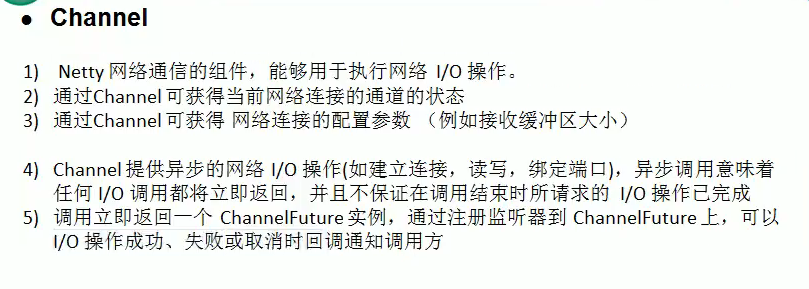 ● Channel
1) Netty 网络通信的组件，能够用于执行网络 I/O 操作。
2) 通过Channel 可获得当前网络连接的通道的状态
3) 通过Channel 可获得 网络连接的配置参数 （例如接收缓冲区大小）
4) Channel 提供异步的网络 I/O 操作(如建立连接，读写，绑定端口)，异步调用意味着
任何 I/O 调用都将立即返回，并且不保证在调用结束时所请求的 I/O 操作已完成
5) 调用立即返回一个 ChannelFuture 实例，通过注册监听器到 ChannelFuture 上，可以
I/O 操作成功、失败或取消时回调通知调用方